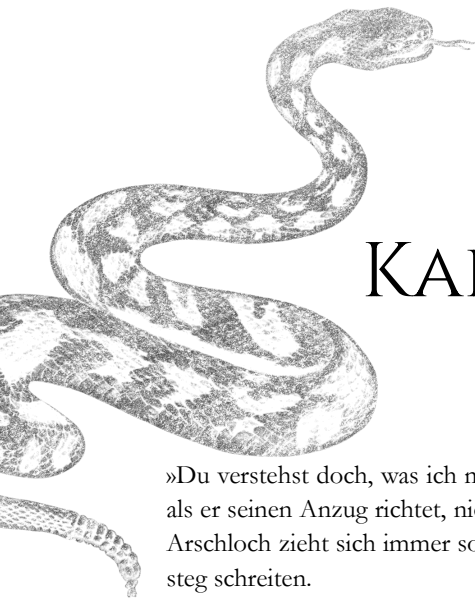 KA
»Du verstehst doch, was ich
als er seinen Anzug richtet,
Arschloch zieht sich immer
steg schreiten.